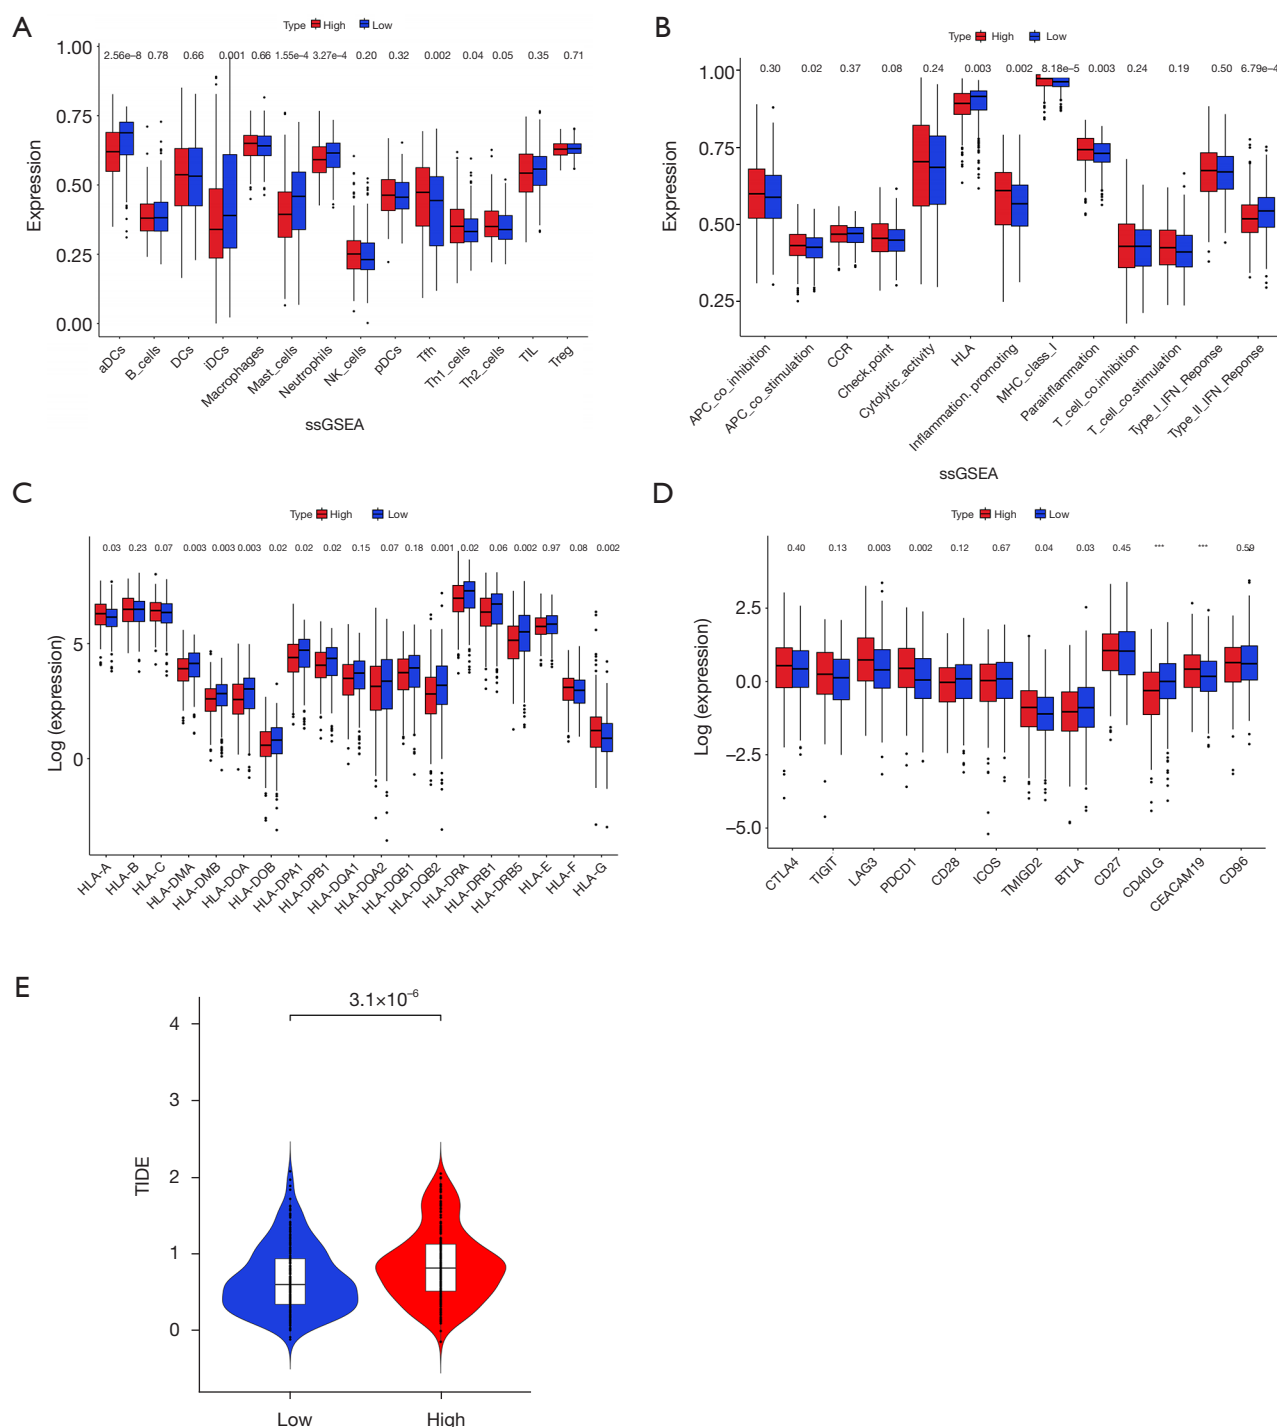 A
Type High Low
2.56e–8 0.78 0.66 0.001 0.66 1.55e–4 3.27e–4 0.20 0.32 0.002 0.04 0.05 0.35 0.71
Expression
1.00
0.75
0.50
0.25
0.00
aDCs B_cells DCs iDCs Macrophages Mast_cells Neutrophils NK_cells pDCs Tfh Th1_cells Th2_cells TIL Treg
ssGSEA
B
Type High Low
0.30 0.02 0.37 0.08 0.24 0.003 0.002 8.18e–5 0.003 0.24 0.19 0.50 6.79e–4
Expression
1.00
0.75
0.50
0.25
APC_co_inhibition APC_co_stimulation CCR Check.point Cytolytic_activity HLA Inflammation. promoting MHC_class_I Parainflammation T_cell_co.inhibition T_cell_co.stimulation Type_I_IFN_Reponse Type_II_IFN_Reponse
ssGSEA
C
Type High Low
0.03 0.23 0.07 0.003 0.003 0.003 0.02 0.02 0.15 0.07 0.18 0.001 0.02 0.06 0.002 0.97 0.08 0.002
Log (expression)
5
0
HLA-A HLA-B HLA-C HLA-DMA HLA-DMB HLA-DOA HLA-DOB HLA-DPA1 HLA-DPB1 HLA-DQA1 HLA-DQA2 HLA-DQB1 HLA-DQB2 HLA-DRA HLA-DRB1 HLA-DRB5 HLA-E HLA-F HLA-G
D
Type High Low
0.40 0.13 0.003 0.002 0.12 0.67 0.04 0.03 0.45 *** *** 0.59
Log (expression)
2.5
0.0
–2.5
–5.0
CTLA4 TIGIT LAG3 PDCD1 CD28 ICOS TMIGD2 BTLA CD27 CD40LG CEACAM19 CD96
E
3.1×10–6
TIDE
4
3
2
1
0
Low High